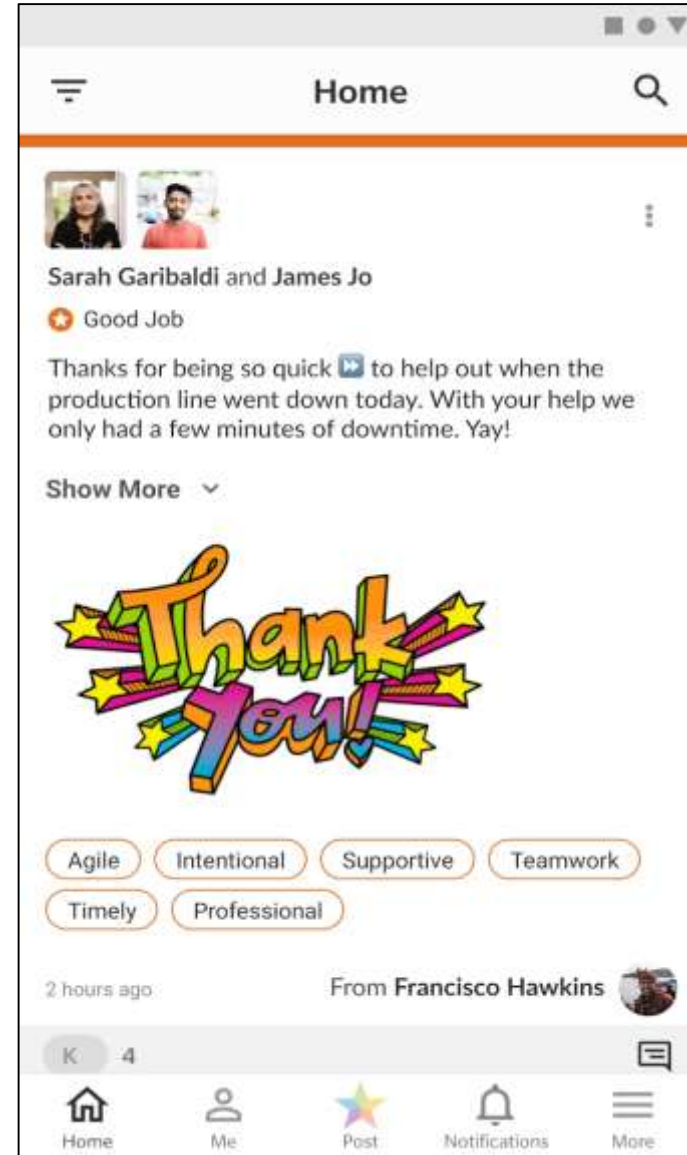 Home
Sarah Garibaldi and James Jo
Good Job
Thanks for being so quick ⏩ to help out when the
production line went down today. With your help we
only had a few minutes of downtime. Yay!
Show More
Thank
you!
Agile Intentional Supportive Teamwork
Timely Professional
2 hours ago From Francisco Hawkins
K 4
Home Me Post Notifications More